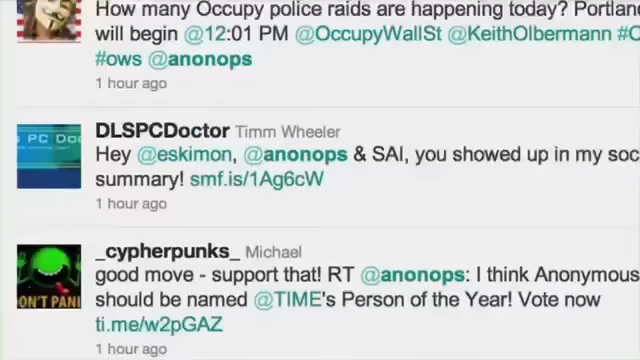 How many Occupy police raids are happening today? Portland
will begin @12:01 PM @OccupyWallSt @KeithOlbermann
#ows @anonops
1 hour ago
DLSPCDoctor Timm Wheeler
Hey @eskimon, @anonops & SAI, you showed up in my soc
summary! smf.is/1Ag6cW
1 hour ago
_cypherpunks_ Michael
good move - support that! RT @anonops: I think Anonymous
should be named @TIME's Person of the Year! Vote now
ti.me/w2pGAZ
1 hour ago